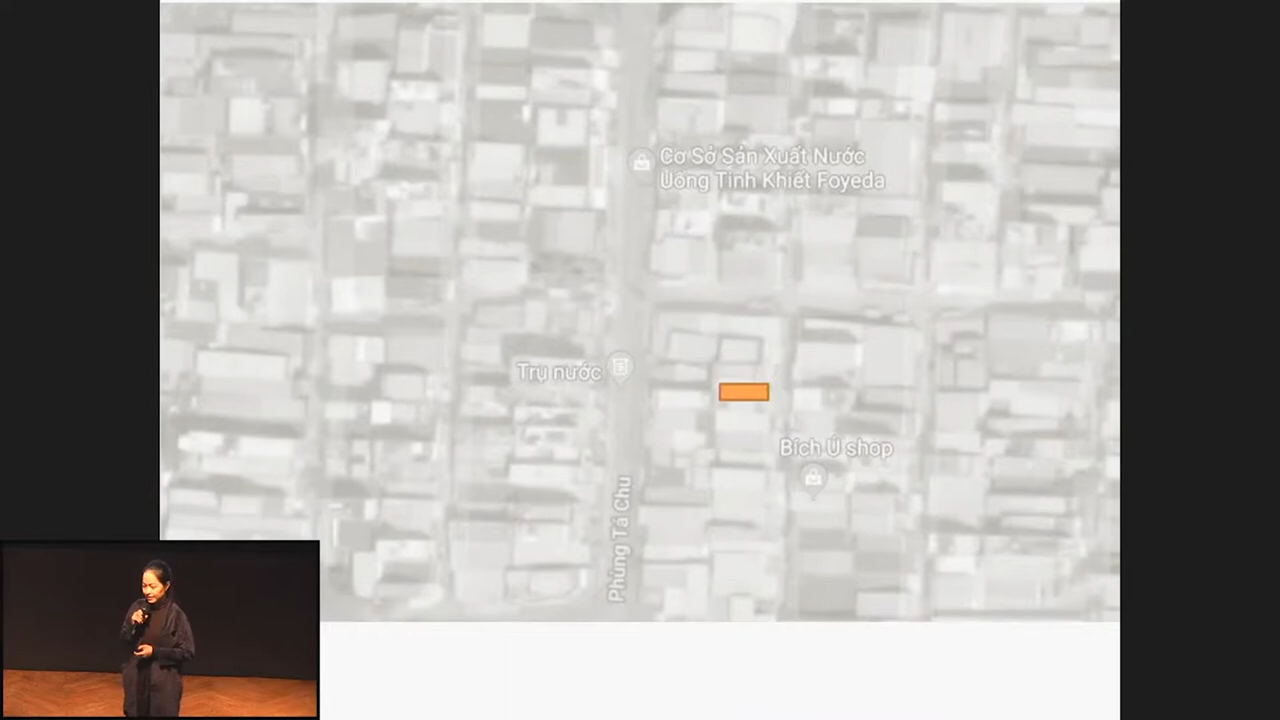 Cơ Sở Sản Xuất Nước
Uống Tinh Khiết Foyeda
Trụ nước
Bích Ủ shop
Phùng Tá Chu